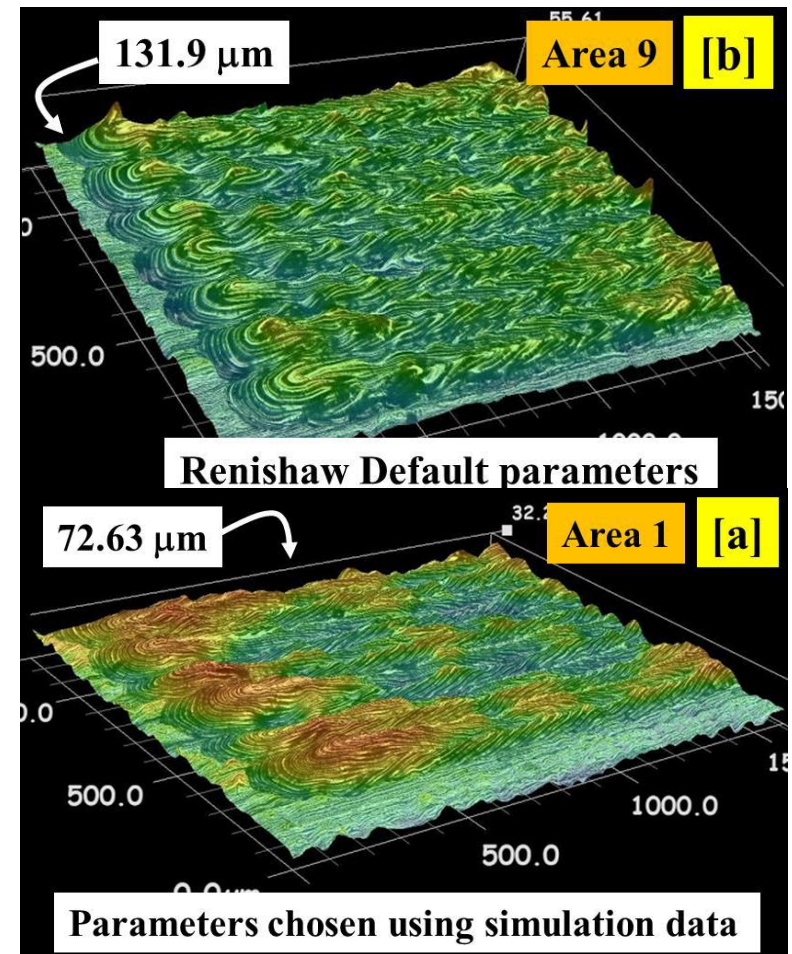 55.61
131.9 μm
Area 9
[b]
500.0
Renishaw Default parameters
72.63 μm
Area 1
[a]
500.0
1000.0
500.0
Parameters chosen using simulation data